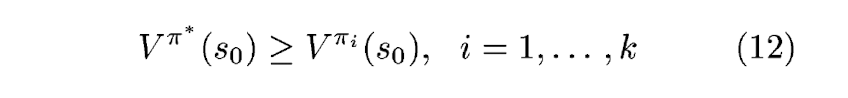 V^{π^*}(s_0) ≥ V^{π_i}(s_0),   i = 1, . . . , k   (12)